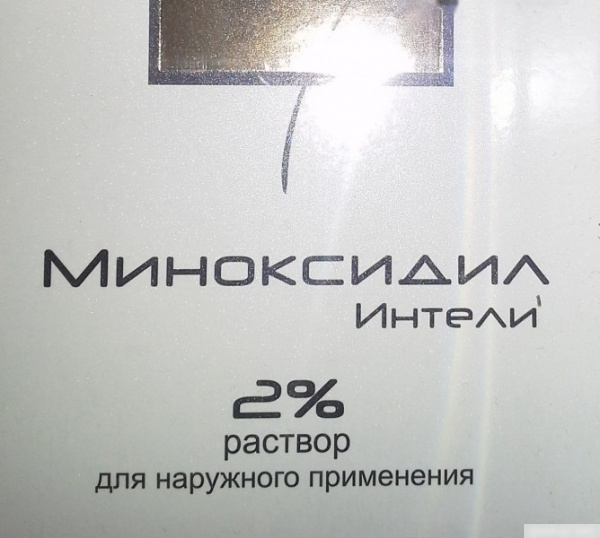 Миноксидил
Интели'
2%
раствор
для наружного применения